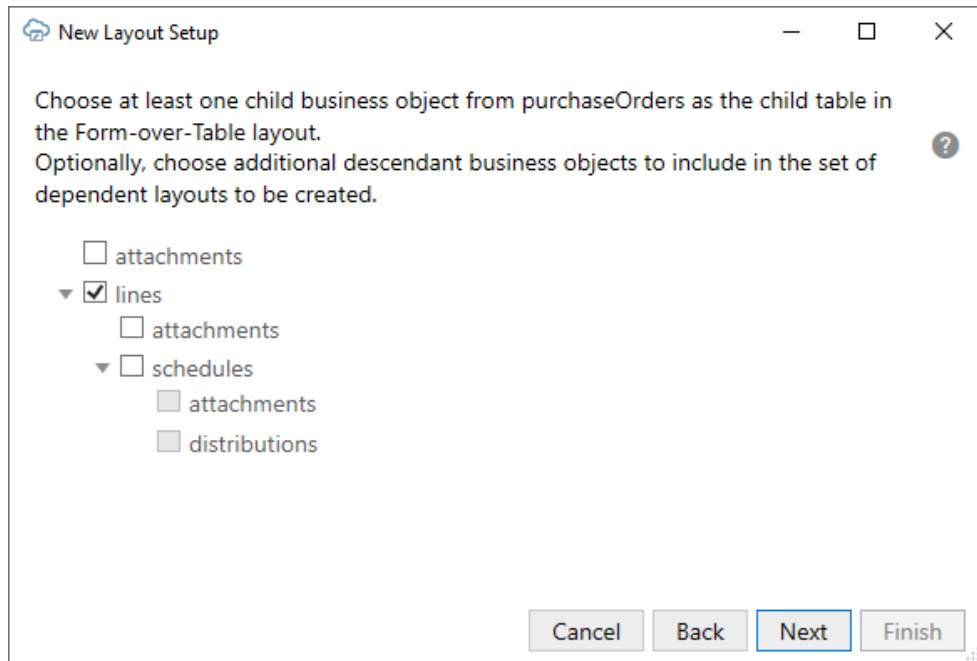 New Layout Setup
Choose at least one child business object from purchaseOrders as the child table in
the Form-over-Table layout.
Optionally, choose additional descendant business objects to include in the set of
dependent layouts to be created.
?
attachments
lines
attachments
schedules
attachments
distributions
Cancel Back Next Finish